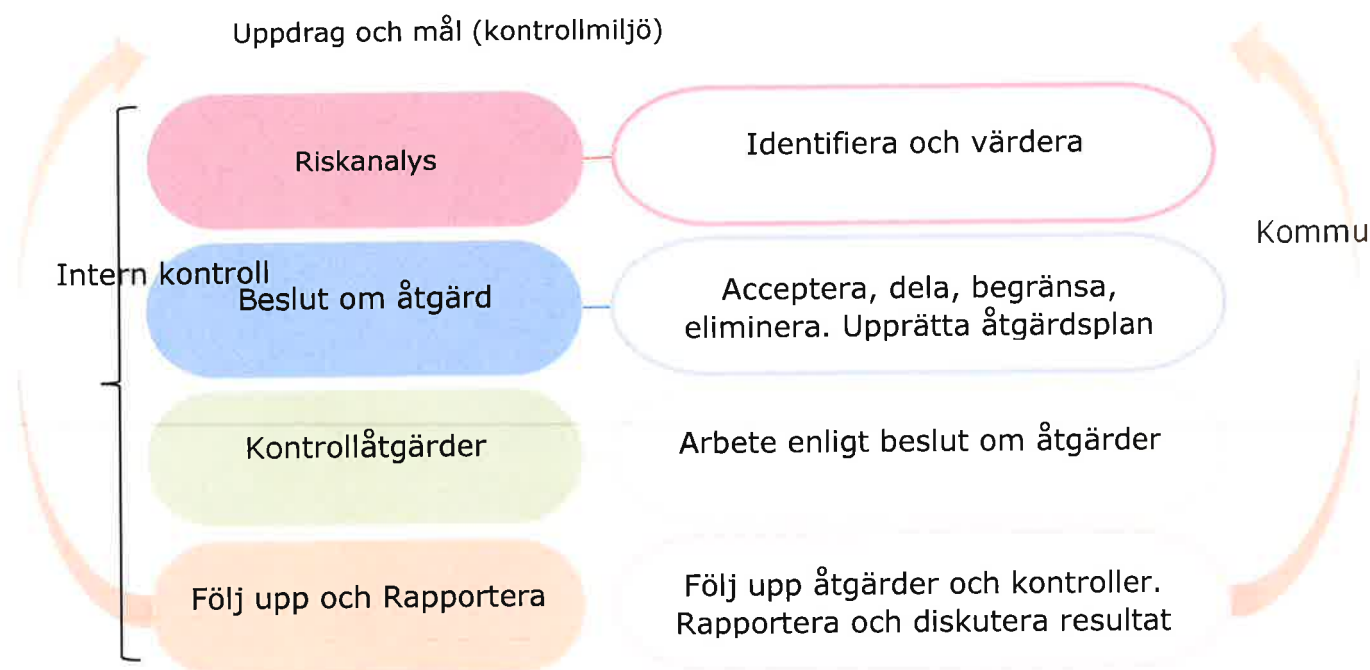 Uppdrag och mål (kontrollmiljö)
Riskanalys
Identifiera och värdera
Kommu
Intern kontroll
Beslut om åtgärd
Acceptera, dela, begränsa,
eliminera. Upprätta åtgärdsplan
Kontrollåtgärder
Arbete enligt beslut om åtgärder
Följ upp och Rapportera
Följ upp åtgärder och kontroller.
Rapportera och diskutera resultat